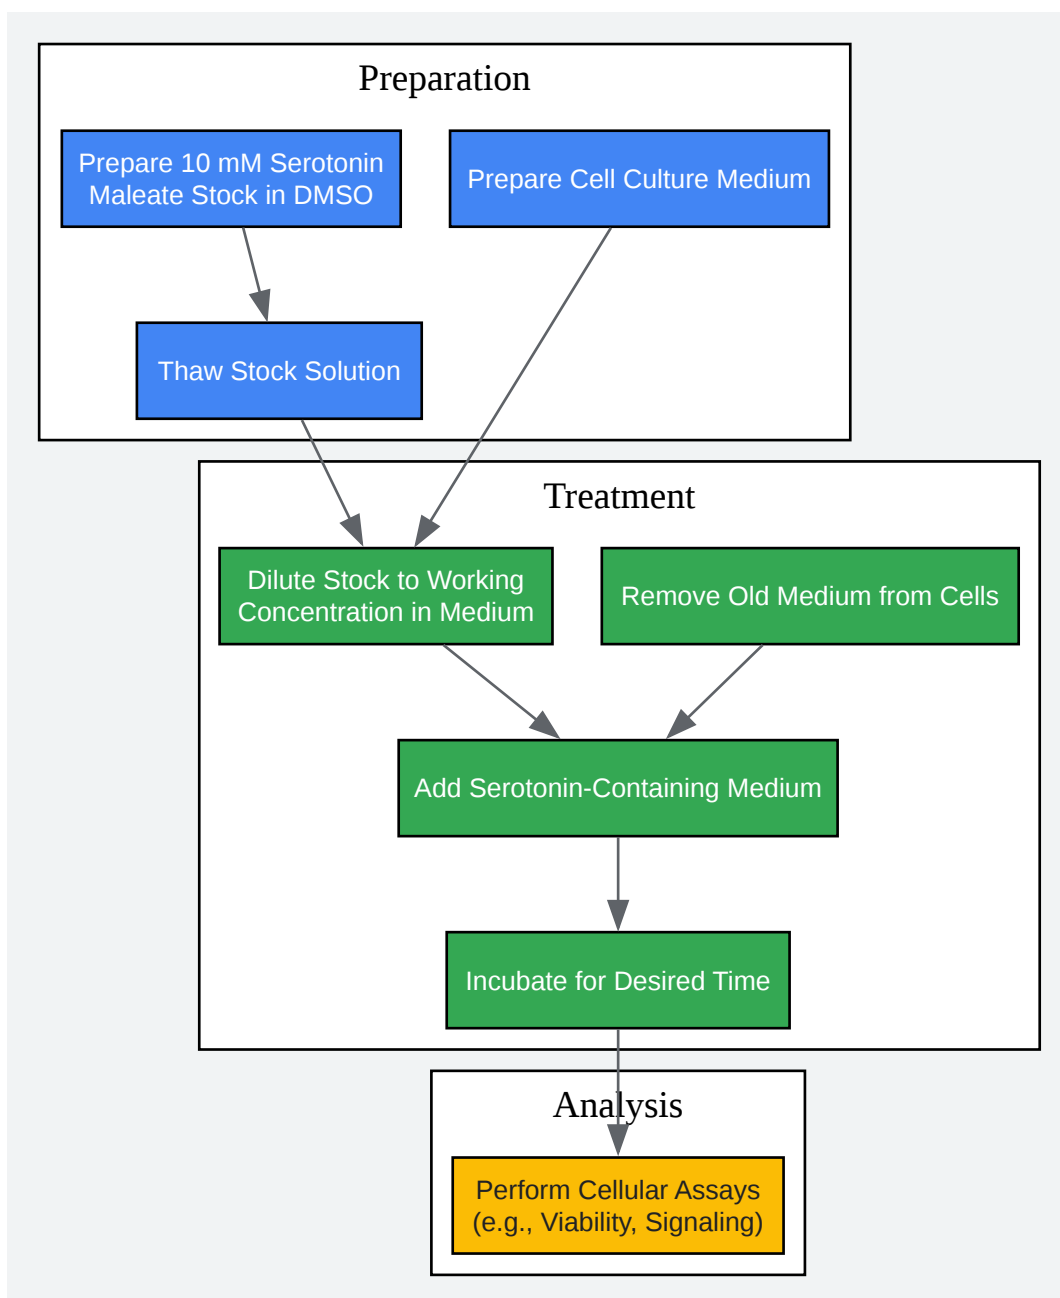 Preparation
Prepare 10 mM Serotonin
Maleate Stock in DMSO
Prepare Cell Culture Medium
Thaw Stock Solution
Treatment
Dilute Stock to Working
Concentration in Medium
Remove Old Medium from Cells
Add Serotonin-Containing Medium
Incubate for Desired Time
Analysis
Perform Cellular Assays
(e.g., Viability, Signaling)